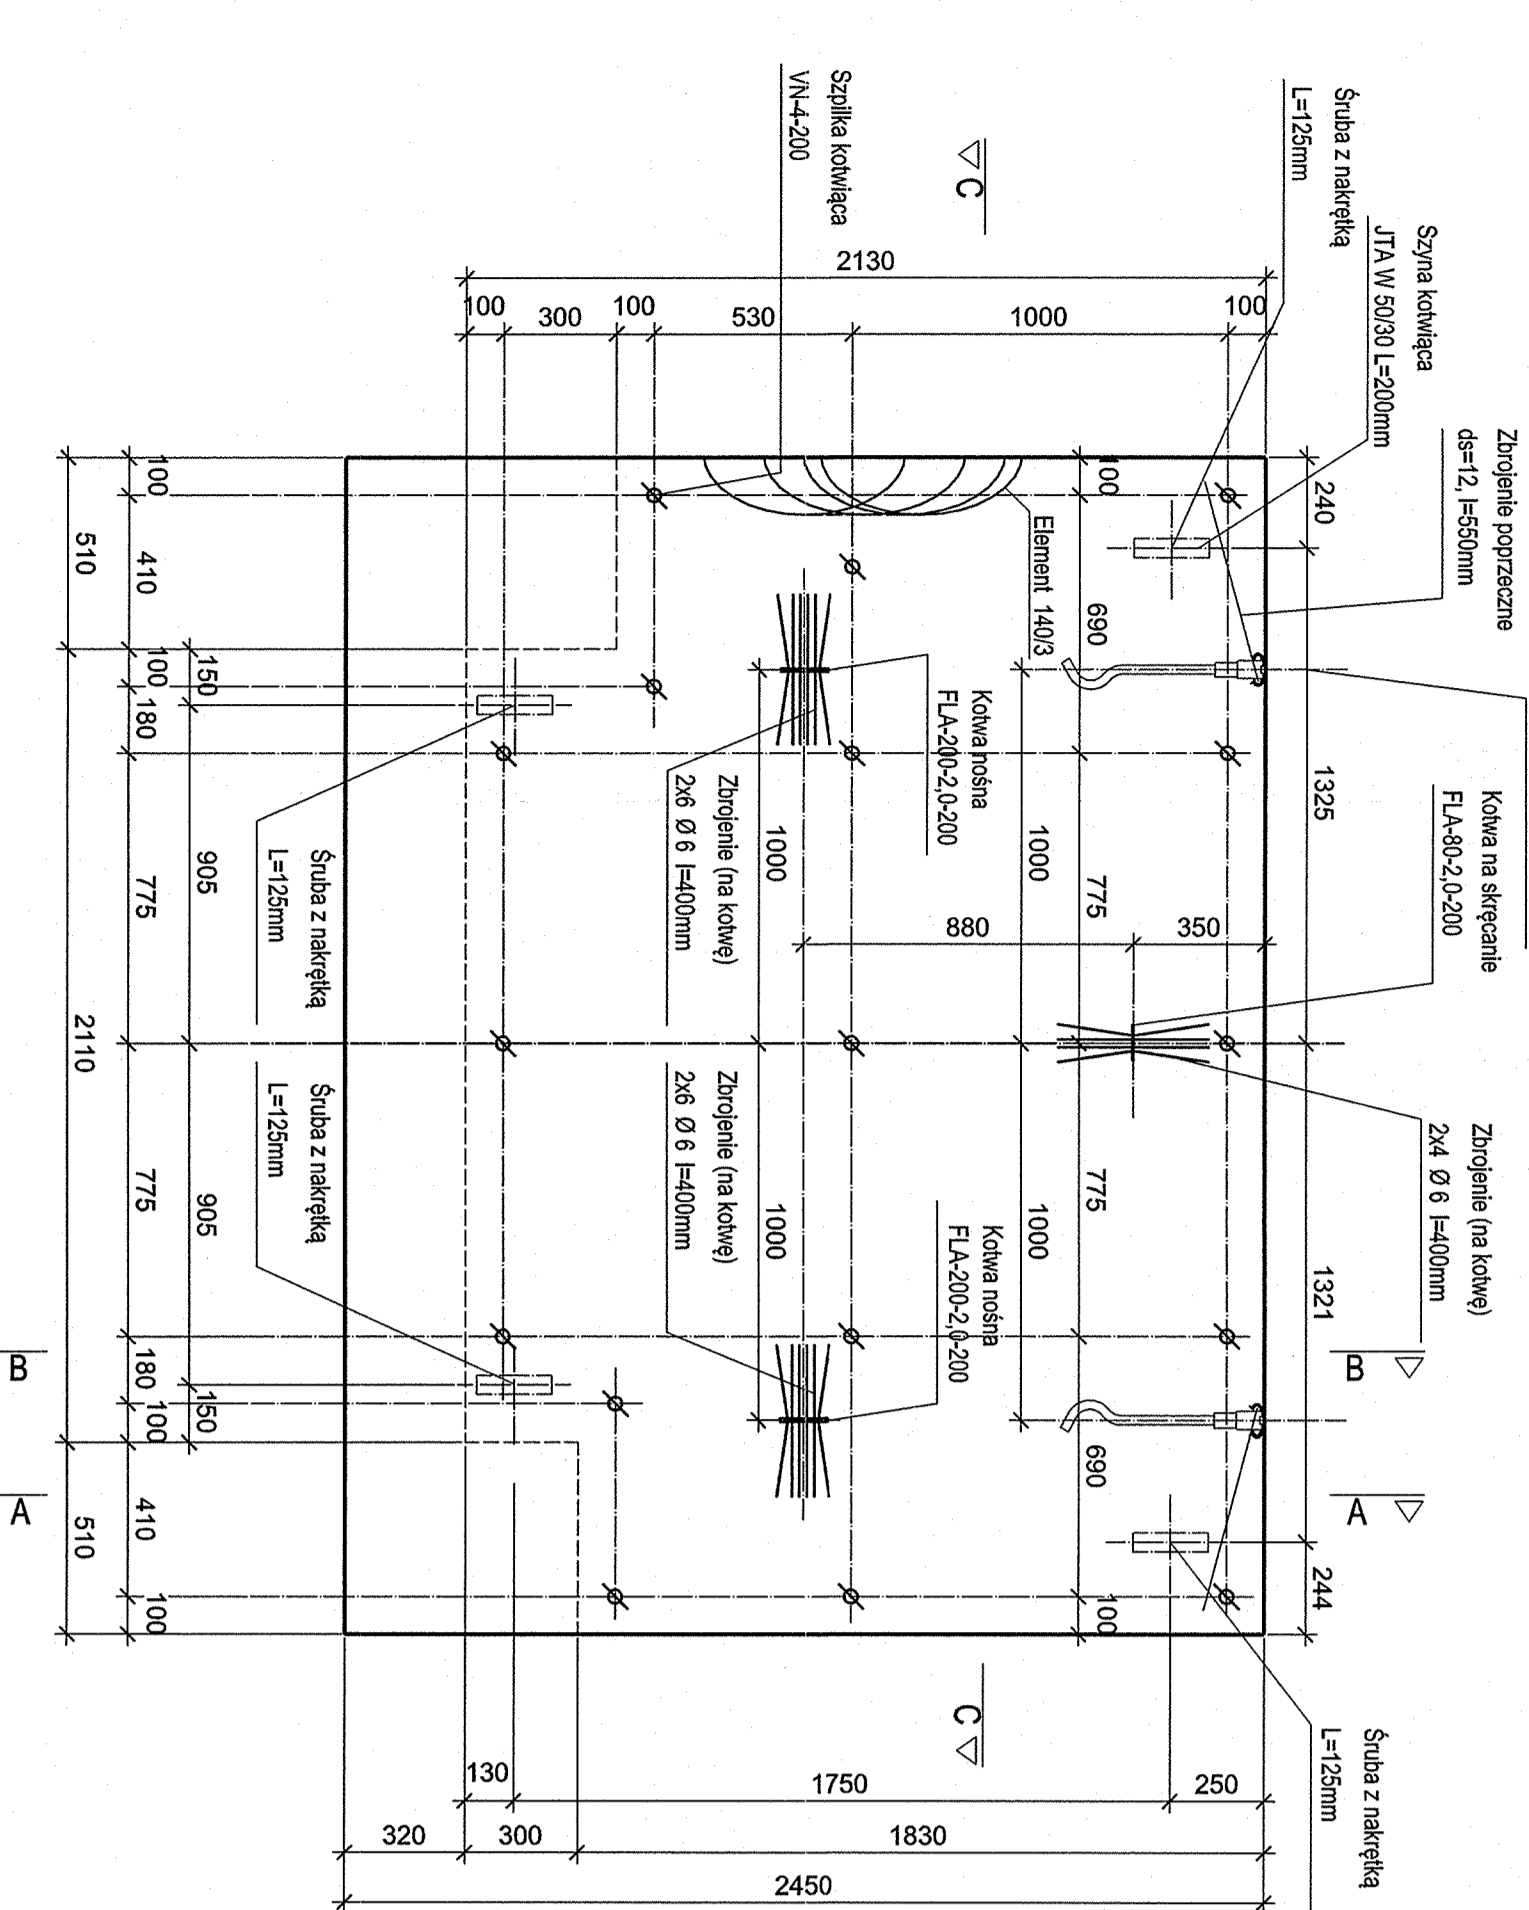 Śruba z nakrętką
L=125mm
Szyna kotwiąca
JTA W 50/30 L=200mm
Zbrojenie poprzeczne
ds=12, l=550mm
Kotwa na skręcanie
FLA-80-2,0-200
Zbrojenie (na kotwę)
2x4 Ø 6 l=400mm
Śruba z nakrętką
L=125mm
Szpilka kotwiąca
VN-4-200
C
C
B
B
A
A
Element 140/3
Kotwa nośna
FLA-200-2,0-200
Kotwa nośna
FLA-200-2,0-200
Zbrojenie (na kotwę)
2x6 Ø 6 l=400mm
Zbrojenie (na kotwę)
2x6 Ø 6 l=400mm
Śruba z nakrętką
L=125mm
Śruba z nakrętką
L=125mm
2130
100
300
100
530
1000
100
240
1325
1321
244
100
690
775
775
690
100
1000
1000
880
350
1000
1000
150
905
905
150
100
410
100
180
775
775
180
100
410
100
510
2110
510
130
1750
250
320
300
1830
2450